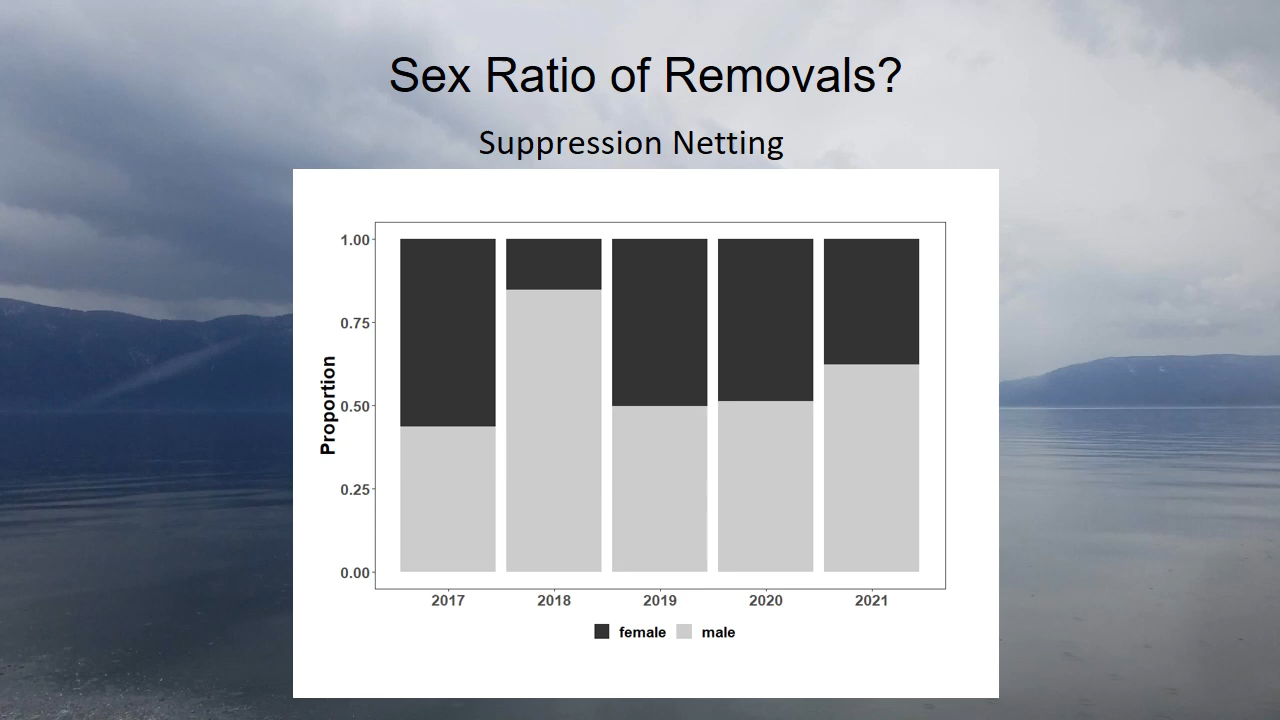 Sex Ratio of Removals?
Suppression Netting
1.00
0.75
0.50
0.25
0.00
Proportion
2017 2018 2019 2020 2021
female male